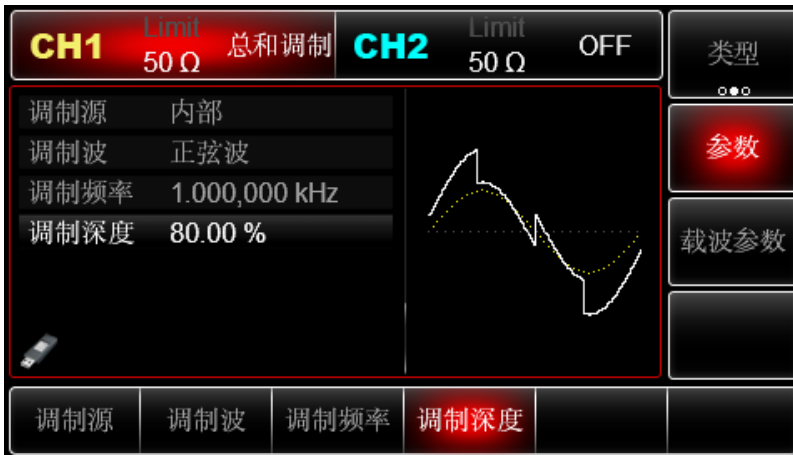 CH1 Limit 50 Ω 总和调制 CH2 Limit 50 Ω OFF
类型
调制源 内部
调制波 正弦波
调制频率 1.000,000 kHz
调制深度 80.00 %
参数
载波参数
调制源 调制波 调制频率 调制深度